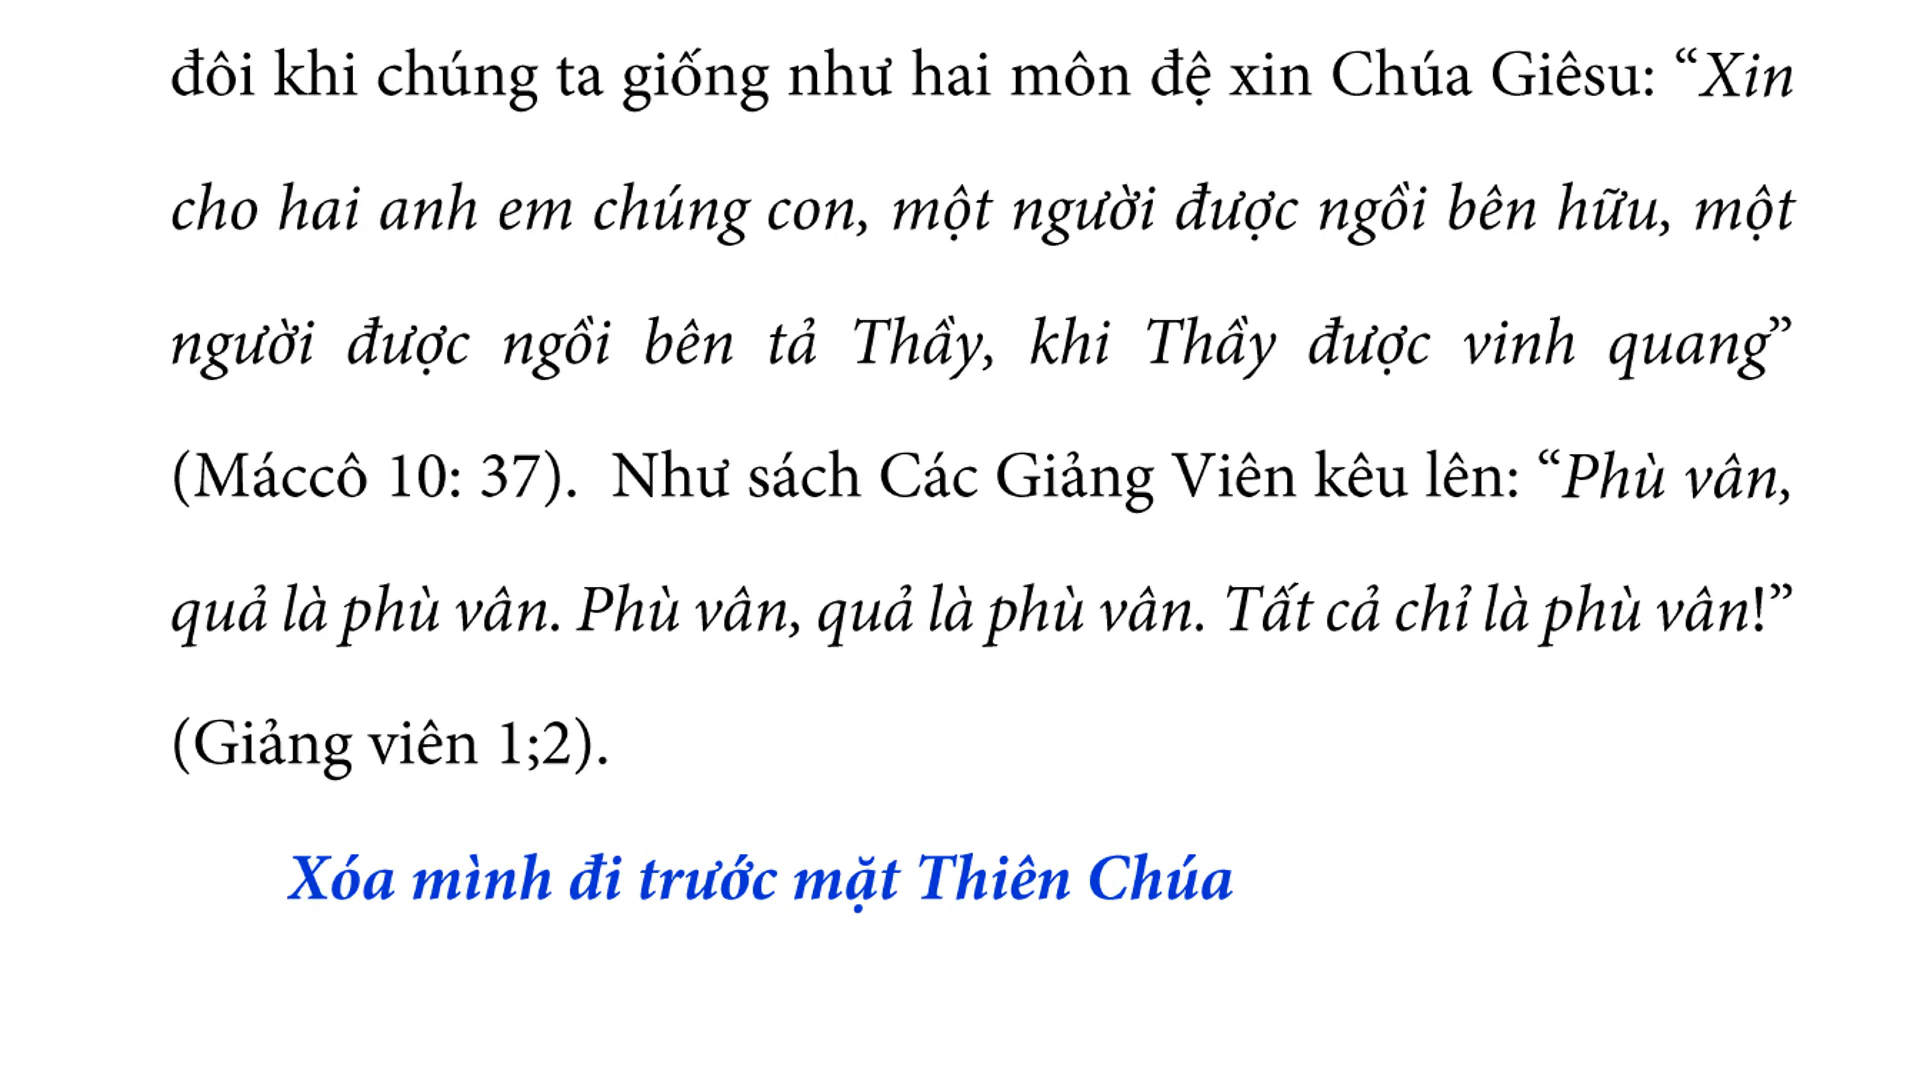 đôi khi chúng ta giống như hai môn đệ xin Chúa Giêsu: “Xin
cho hai anh em chúng con, một người được ngồi bên hữu, một
người được ngồi bên tả Thầy, khi Thầy được vinh quang”
(Máccô 10: 37).  Như sách Các Giảng Viên kêu lên: “Phù vân,
quả là phù vân. Phù vân, quả là phù vân. Tất cả chỉ là phù vân!”
(Giảng viên 1;2).
Xóa mình đi trước mặt Thiên Chúa